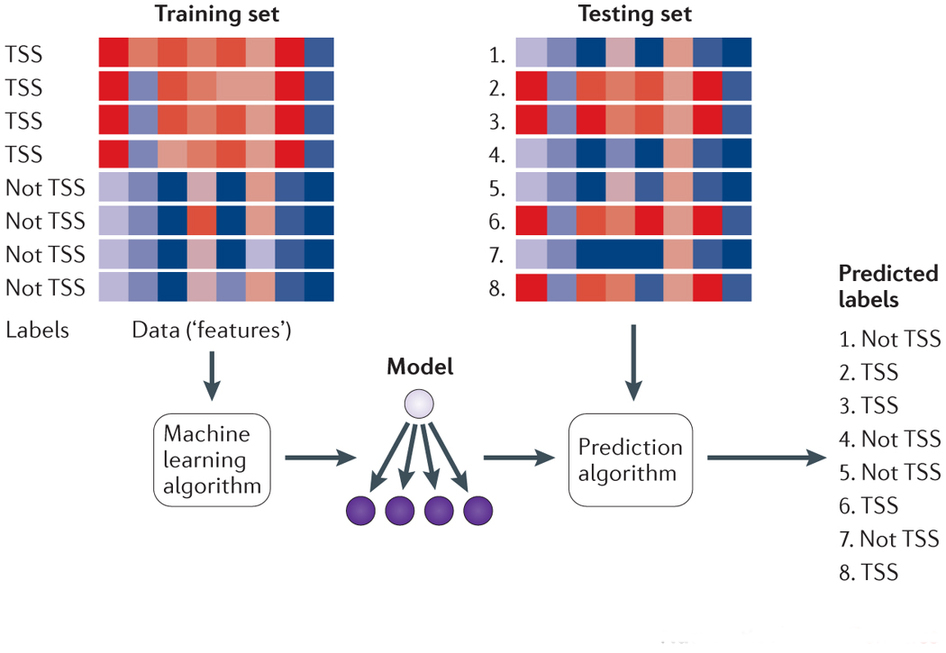 Training set
TSS
TSS
TSS
TSS
Not TSS
Not TSS
Not TSS
Not TSS
Labels
Data (‘features’)
Machine
learning
algorithm
Model
Testing set
1.
2.
3.
4.
5.
6.
7.
8.
Prediction
algorithm
Predicted
labels
1. Not TSS
2. TSS
3. TSS
4. Not TSS
5. Not TSS
6. TSS
7. Not TSS
8. TSS